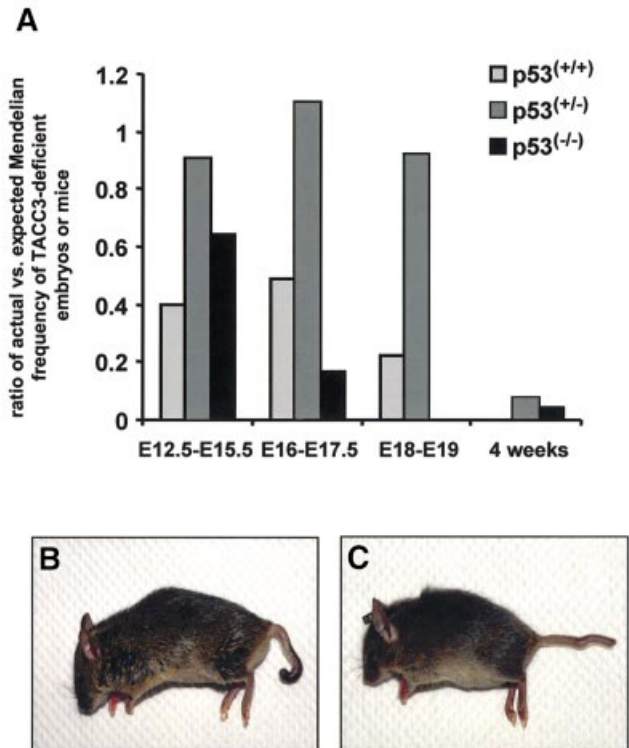 A
ratio of actual vs. expected Mendelian
frequency of TACC3-deficient
embryos or mice
1.2
1
0.8
0.6
0.4
0.2
0
p53(+/+)
p53(+/-)
p53(-/-)
E12.5-E15.5 E16-E17.5 E18-E19 4 weeks
B
C